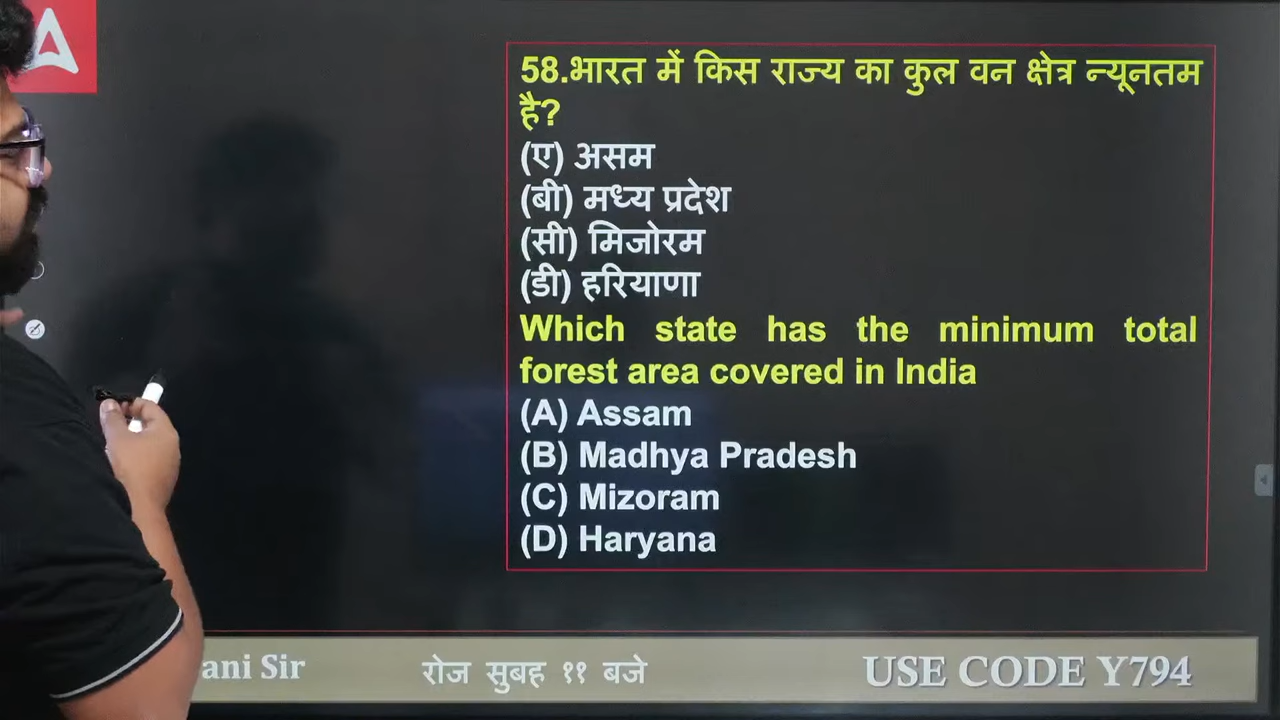 58.भारत में किस राज्य का कुल वन क्षेत्र न्यूनतम
है?
(ए) असम
(बी) मध्य प्रदेश
(सी) मिजोरम
(डी) हरियाणा
Which state has the minimum total
forest area covered in India
(A) Assam
(B) Madhya Pradesh
(C) Mizoram
(D) Haryana
ani Sir
रोज सुबह ११ बजे
USE CODE Y794